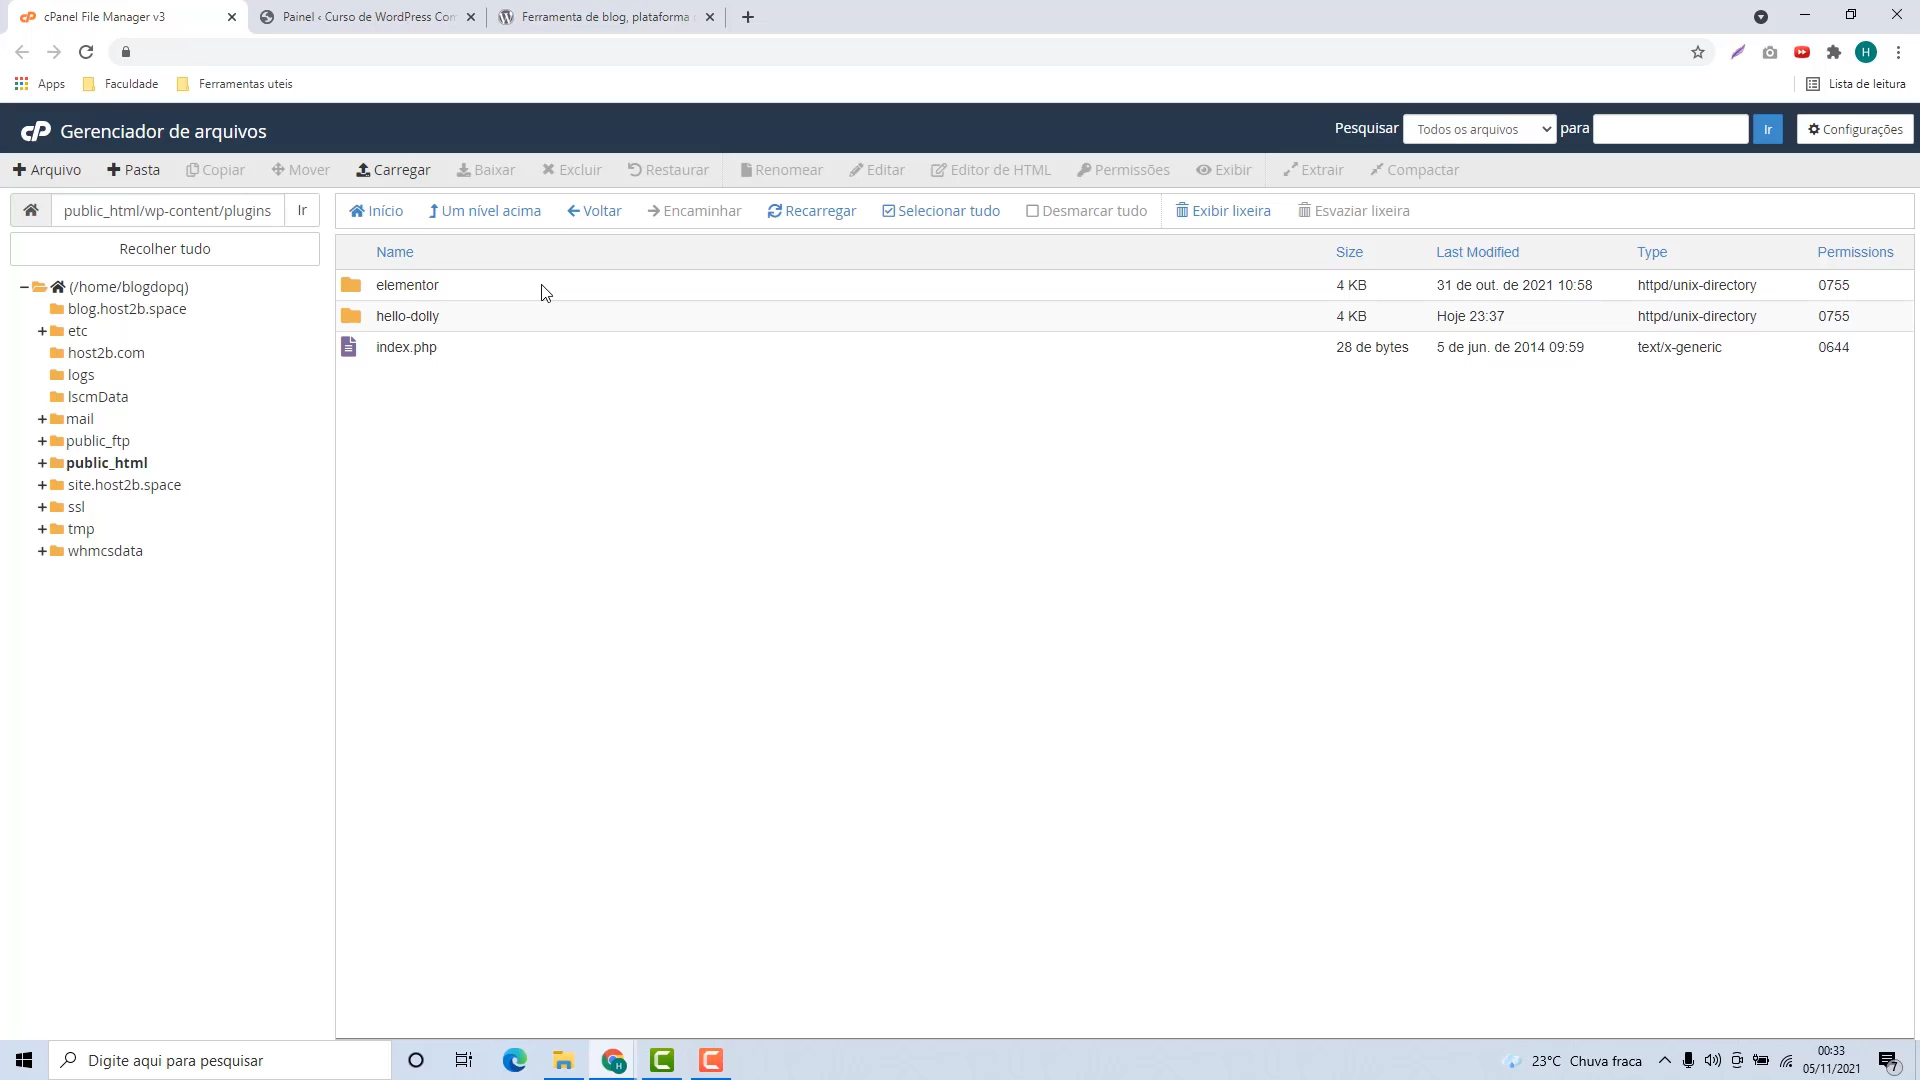 cPanel File Manager v3
Painel ‹ Curso de WordPress Con
Ferramenta de blog, plataforma
H
Apps
Faculdade
Ferramentas uteis
Lista de leitura
cP Gerenciador de arquivos
Pesquisar
Todos os arquivos
para
Ir
Configurações
Arquivo
Pasta
Copiar
Mover
Carregar
Baixar
Excluir
Restaurar
Renomear
Editar
Editor de HTML
Permissões
Exibir
Extrair
Compactar
public_html/wp-content/plugins
Ir
Início
Um nível acima
Voltar
Encaminhar
Recarregar
Selecionar tudo
Desmarcar tudo
Exibir lixeira
Esvaziar lixeira
Recolher tudo
(/home/blogdopq)
blog.host2b.space
etc
host2b.com
logs
lscmData
mail
public_ftp
public_html
site.host2b.space
ssl
tmp
whmcsdata
Name Size Last Modified Type Permissions
elementor 4 KB 31 de out. de 2021 10:58 httpd/unix-directory 0755
hello-dolly 4 KB Hoje 23:37 httpd/unix-directory 0755
index.php 28 de bytes 5 de jun. de 2014 09:59 text/x-generic 0644
Digite aqui para pesquisar
23°C Chuva fraca
00:33
05/11/2021
7